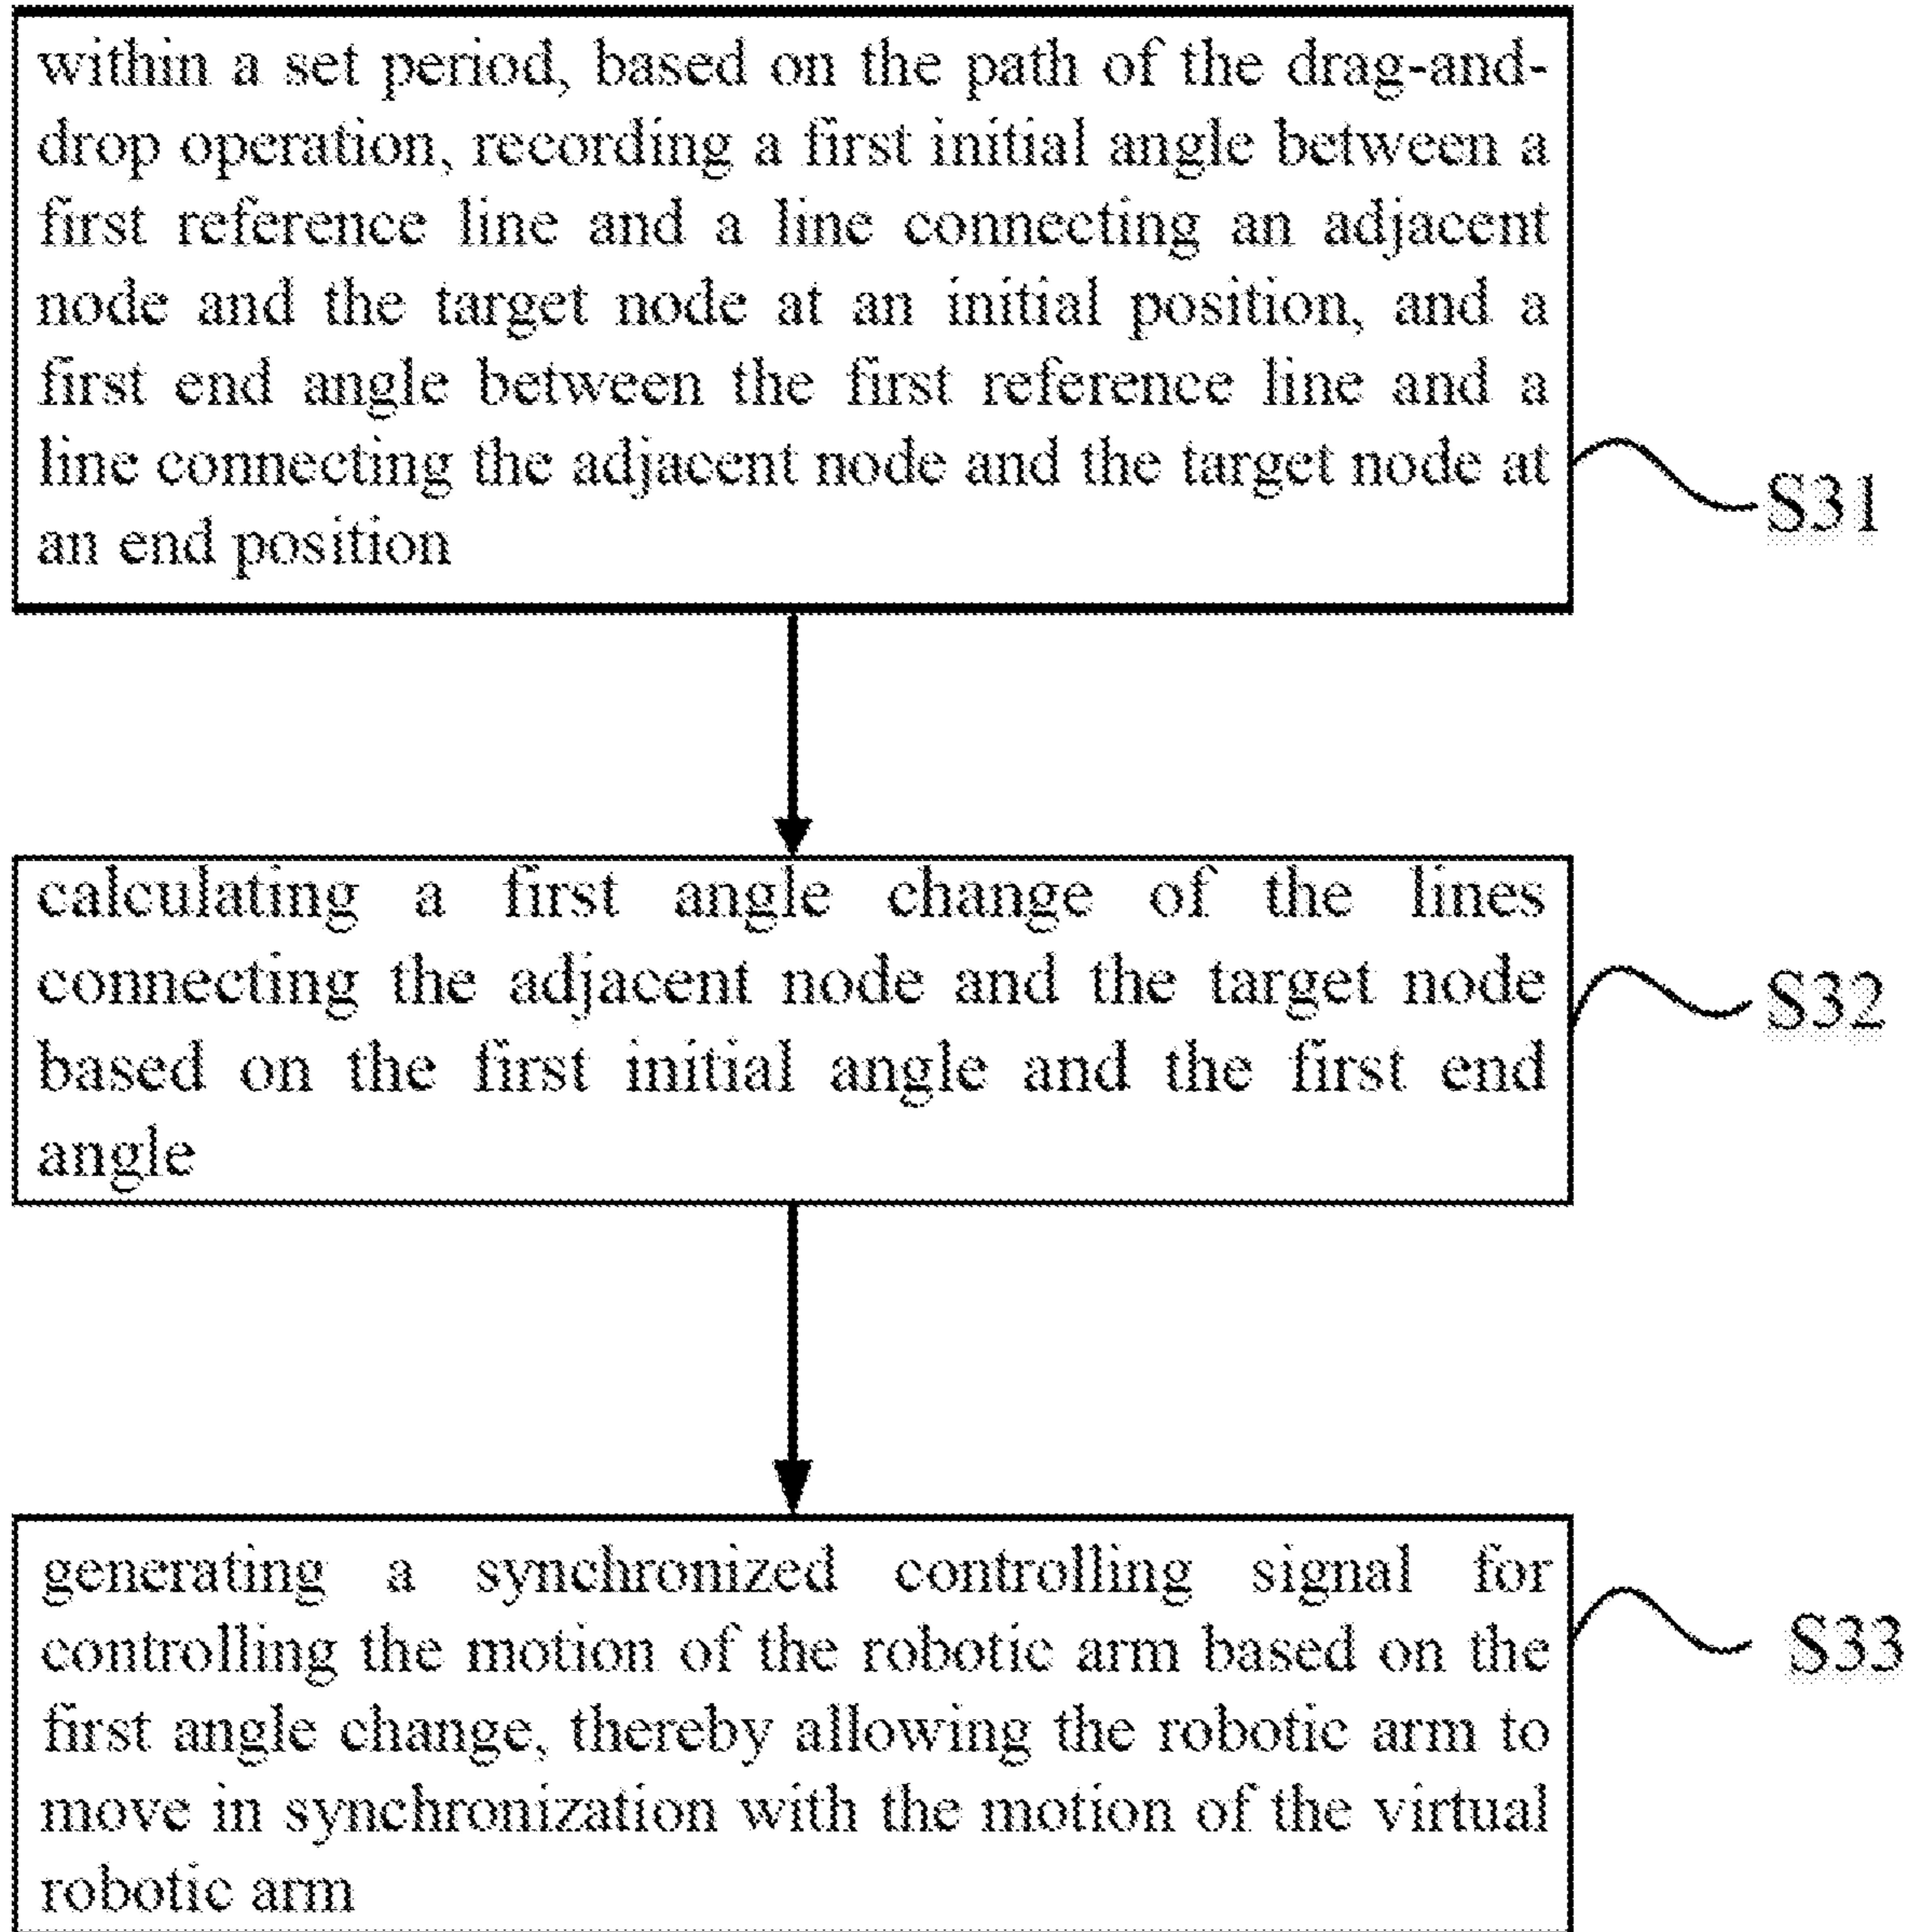 within a set period, based on the path of the drag-and-
drop operation, recording a first initial angle between a
first reference line and a line connecting an adjacent
node and the target node at an initial position, and a
first end angle between the first reference line and a
line connecting the adjacent node and the target node at
an end position
S31
calculating a first angle change of the lines
connecting the adjacent node and the target node
based on the first initial angle and the first end
angle
S32
generating a synchronized controlling signal for
controlling the motion of the robotic arm based on the
first angle change, thereby allowing the robotic arm to
move in synchronization with the motion of the virtual
robotic arm
S33